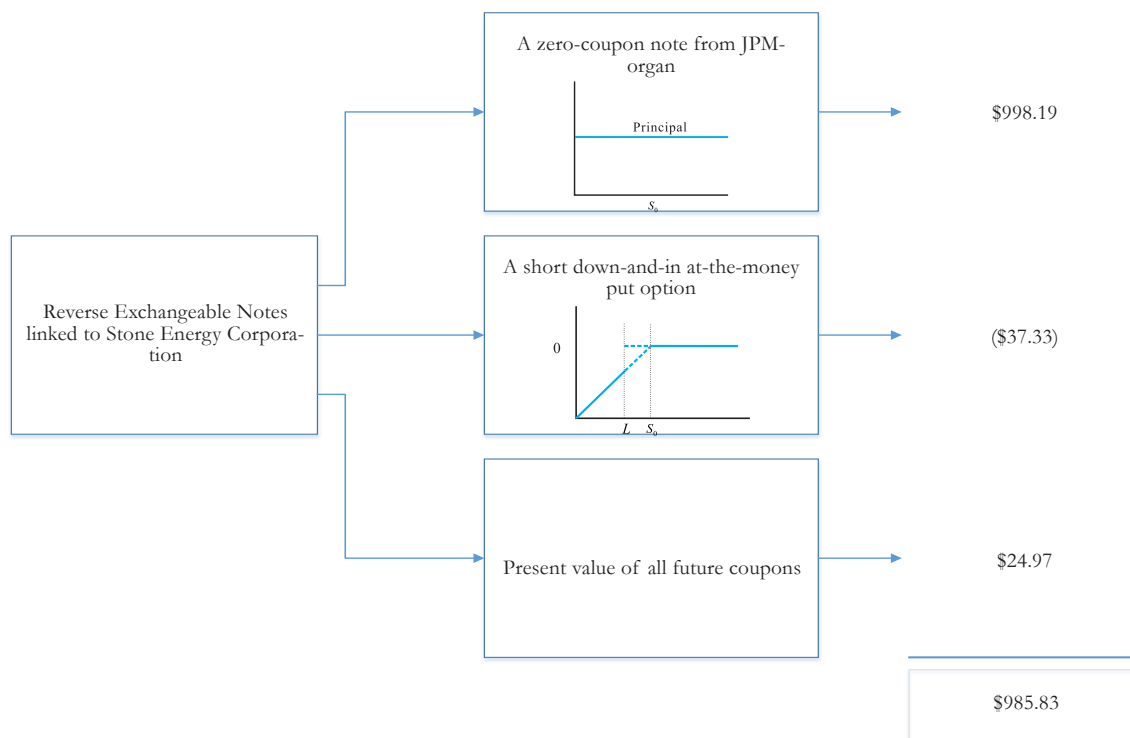 A zero-coupon note from JPM-
organ
Principal
S₀
$998.19
Reverse Exchangeable Notes
linked to Stone Energy Corpora-
tion
A short down-and-in at-the-money
put option
0
L S₀
($37.33)
Present value of all future coupons
$24.97
$985.83